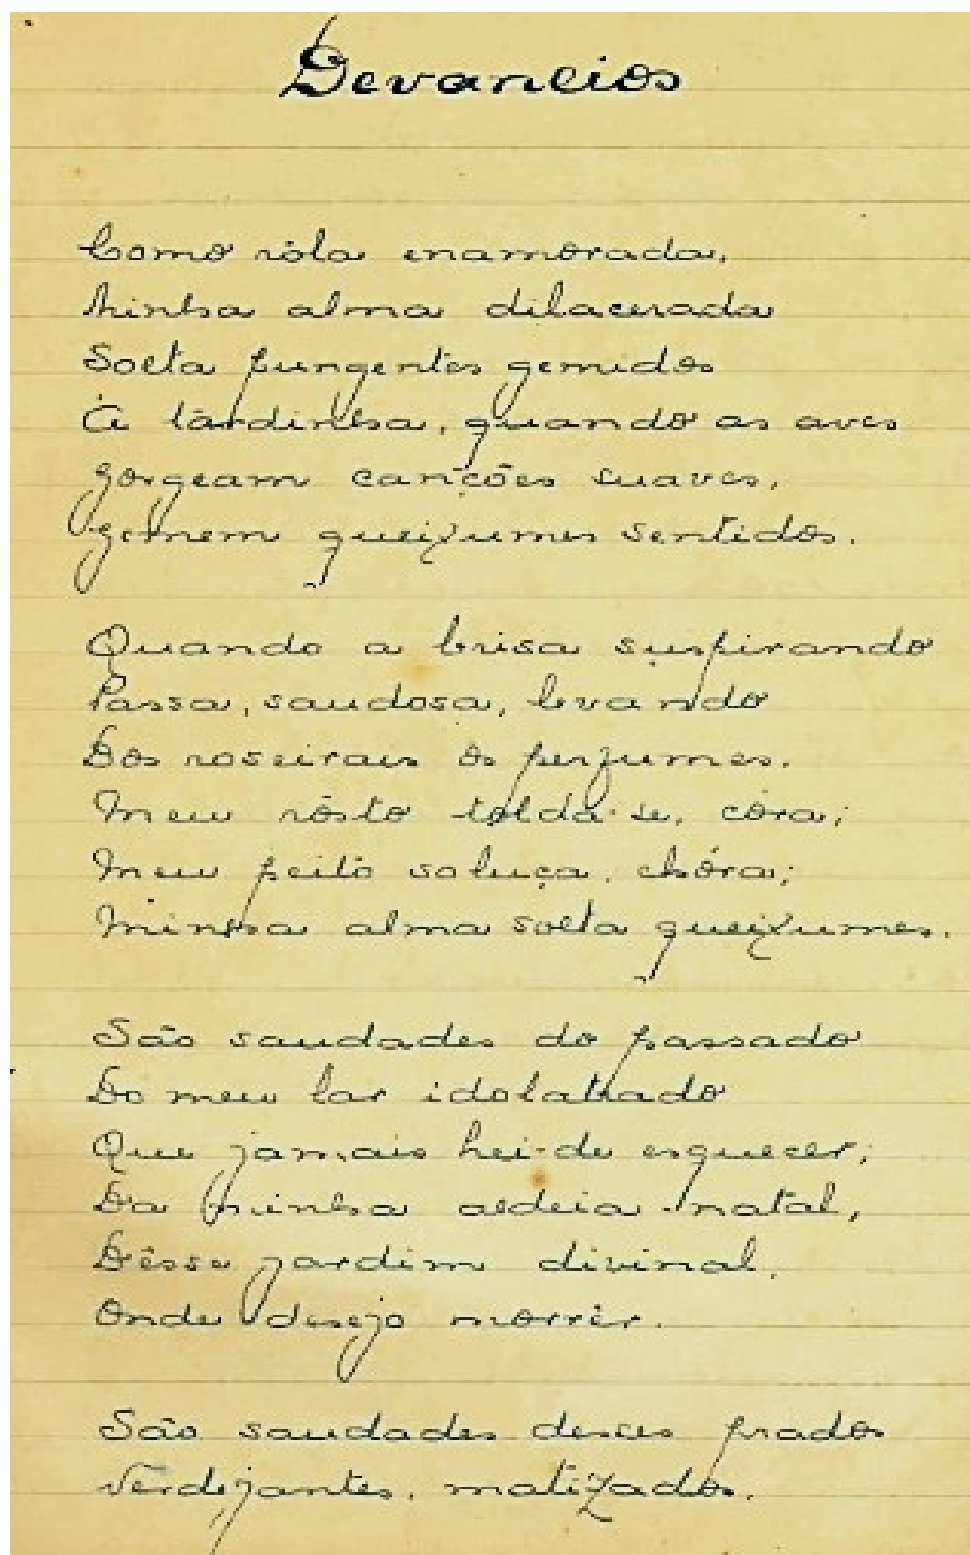 Devaneios
Como rôla enamorada,
Minha alma dilacerada
Solta pungentes gemidos
À tàrdinha, quando as aves
Gorgeam canções suaves,
Gemem queixumes sentidos.
Quando a brisa suspirando
Passa, saudosa, levando
Dos roseirais os perfumes.
Meu rôsto tolda-se, córa;
Meu peito soluça, chóra;
Minha alma solta queixumes.
São saudades do passado
Do meu lar idolatrado
Que jamais hei-de esquecer;
Da minha aldeia natal,
Dêsse jardim divinal,
Onde desejo morrer.
São saudades desses prados
Verdejantes, matizados,